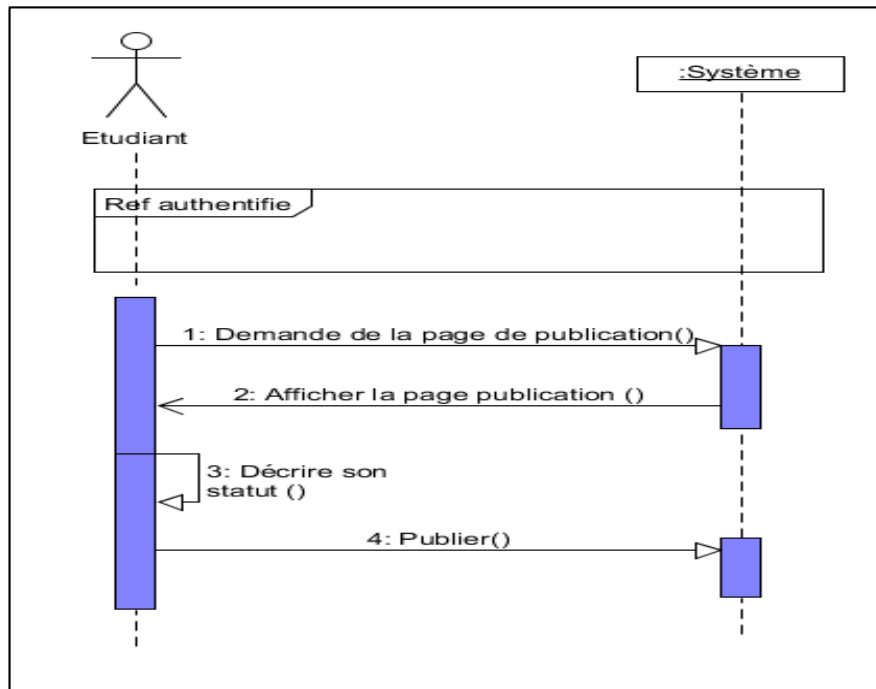 :Système
Etudiant
Ref authentifie
1: Demande de la page de publication()
2: Afficher la page publication ()
3: Décrire son
statut ()
4: Publier()